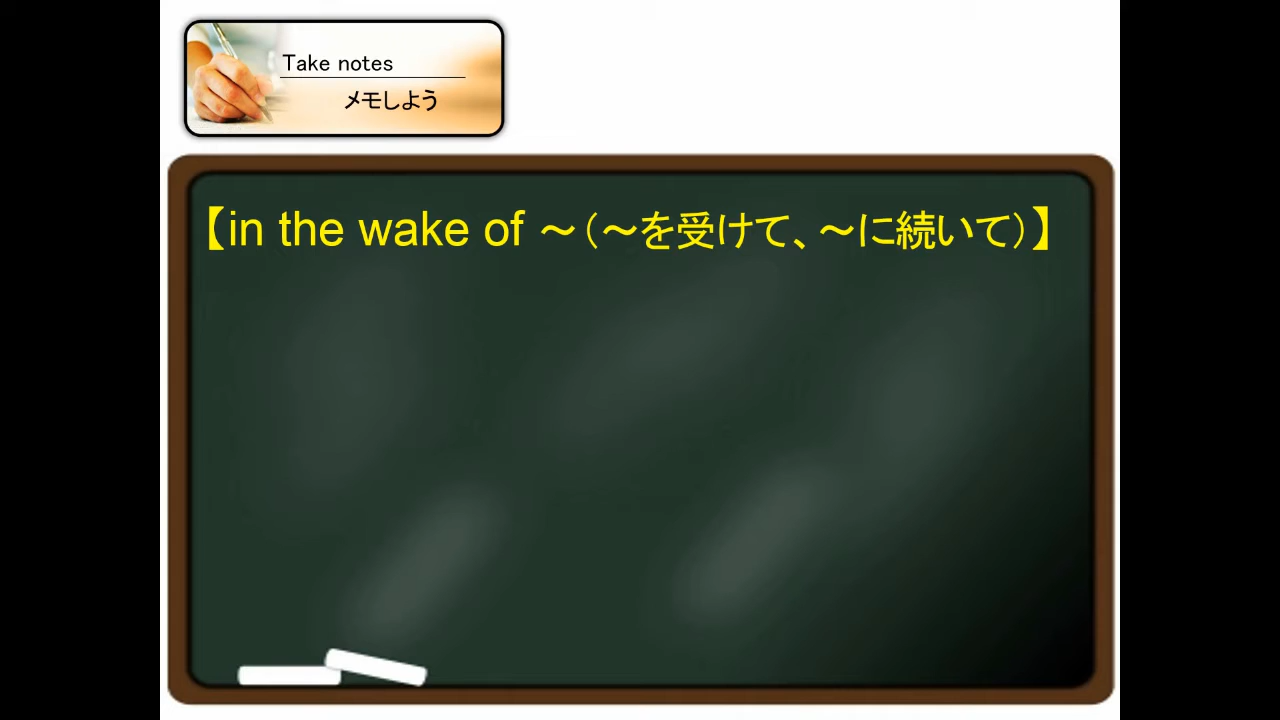 Take notes
メモしよう
【in the wake of ～（～を受けて、～に続いて）】